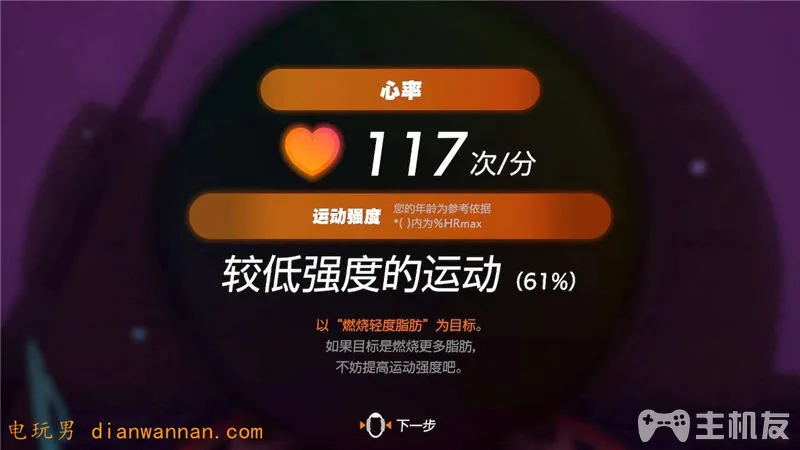 心率
117次/分
运动强度
您的年龄为参考依据
*( )内为%HRmax
较低强度的运动（61%）
以“燃烧轻度脂肪”为目标。
如果目标是燃烧更多脂肪，
不妨提高运动强度吧。
下一步
电玩男 dianwannan.com
主机友